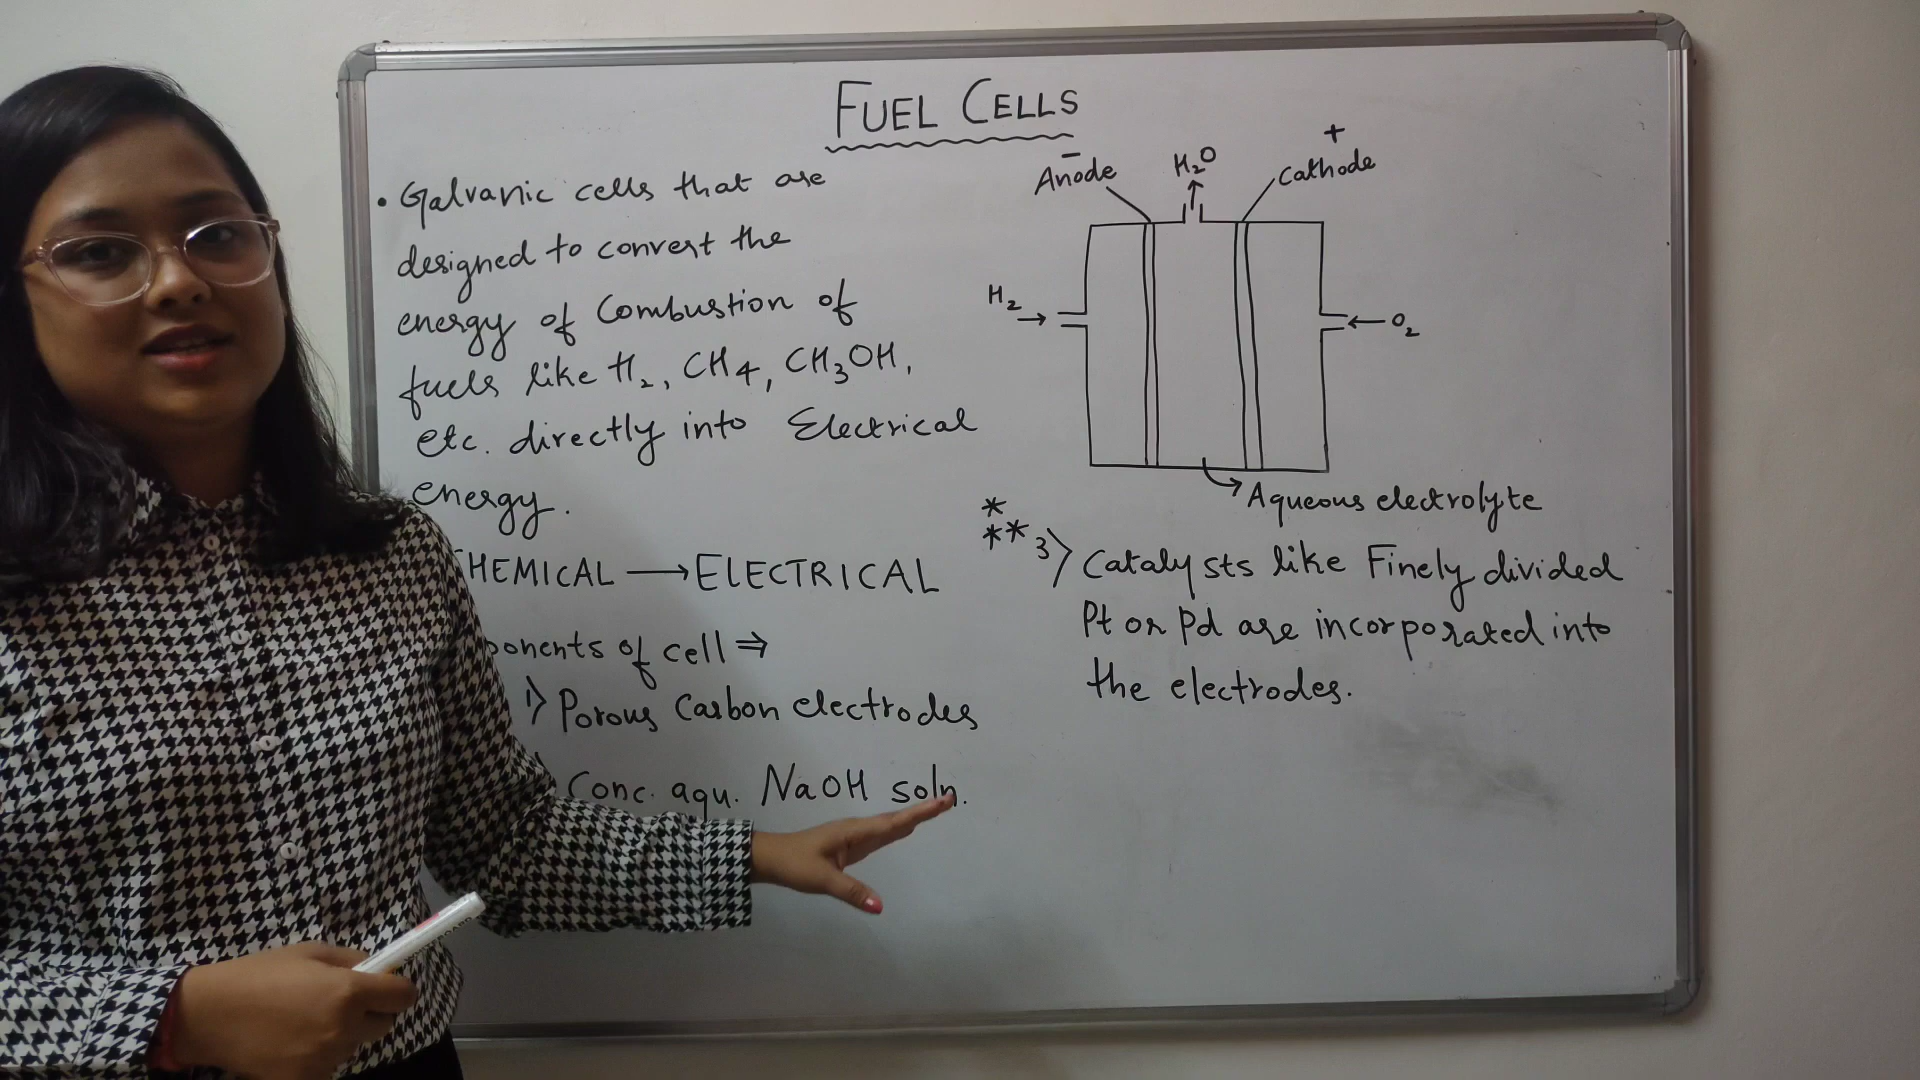 FUEL CELLS
• Galvanic cells that are
designed to convert the
energy of Combustion of
fuels like H₂, CH4, CH₃OH,
etc. directly into Electrical
energy.
HEMICAL → ELECTRICAL
ponents of cell ⇒
1) Porous Carbon electrodes
Conc. aqu. NaOH soln.
−
Anode
H₂O
+
Cathode
H₂ →
← O₂
Aqueous electrolyte
*
** 3) Catalysts like Finely divided
Pt or Pd are incorporated into
the electrodes.